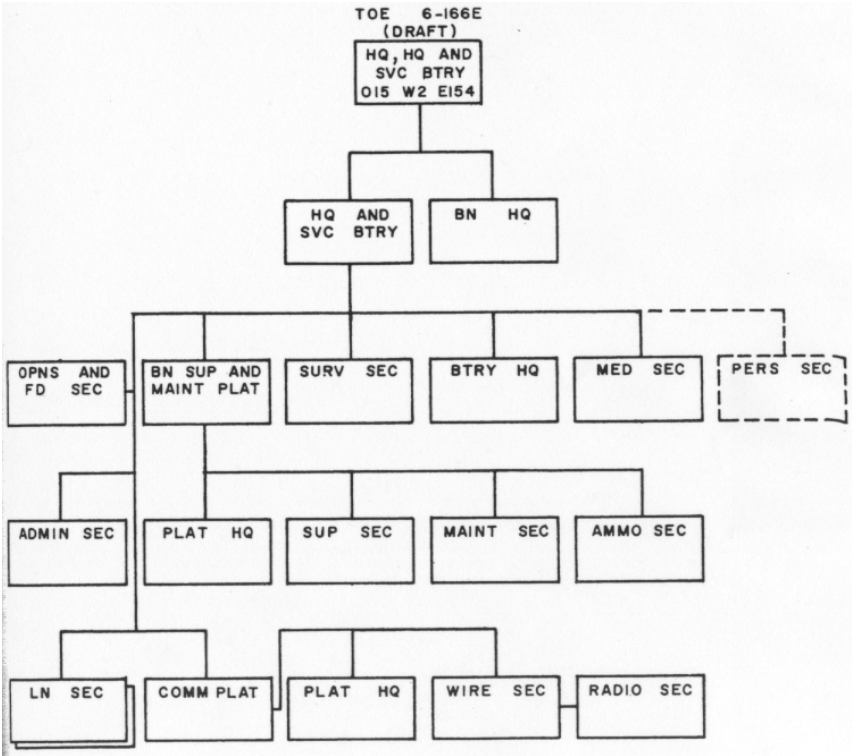 TOE 6-166E
(DRAFT)
HQ, HQ AND
SVC BTRY
O15 W2 E154
HQ AND
SVC BTRY
BN HQ
OPNS AND
FD SEC
BN SUP AND
MAINT PLAT
SURV SEC
BTRY HQ
MED SEC
PERS SEC
ADMIN SEC
PLAT HQ
SUP SEC
MAINT SEC
AMMO SEC
LN SEC
COMM PLAT
PLAT HQ
WIRE SEC
RADIO SEC